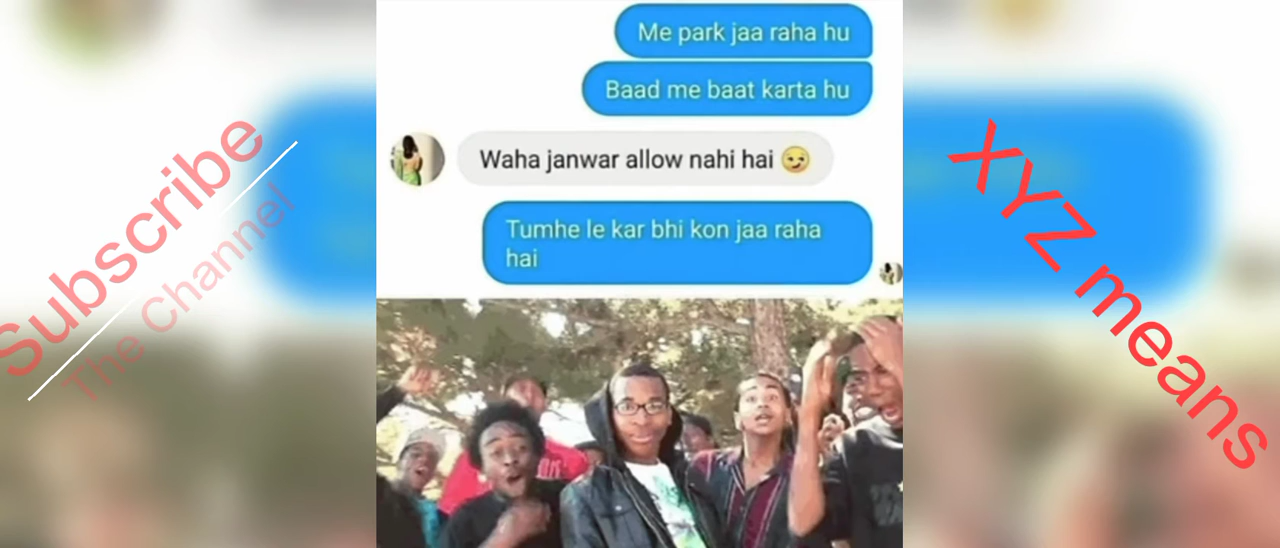 Me park jaa raha hu
Baad me baat karta hu
Waha janwar allow nahi hai 😏
Tumhe le kar bhi kon jaa raha
hai
Subscribe
The Channel
XYZ means